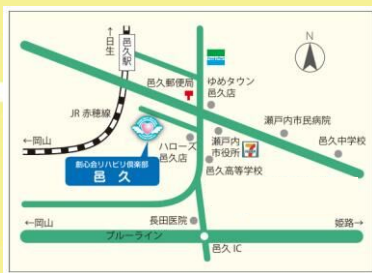 ↑日生
邑久駅
N
邑久郵便局
ゆめタウン
邑久店
JR 赤穂線
瀬戸内市民病院
←岡山
ハローズ
邑久店
瀬戸内
市役所
邑久中学校
創心会リハビリ倶楽部
邑久
邑久高等学校
長田医院
←岡山
姫路→
ブルーライン
邑久 IC